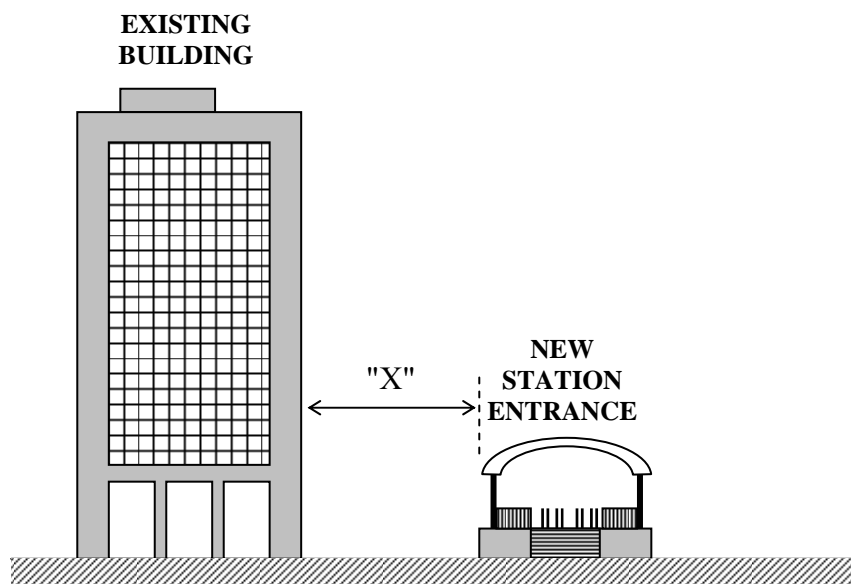 EXISTING
BUILDING
"X"
NEW
STATION
ENTRANCE